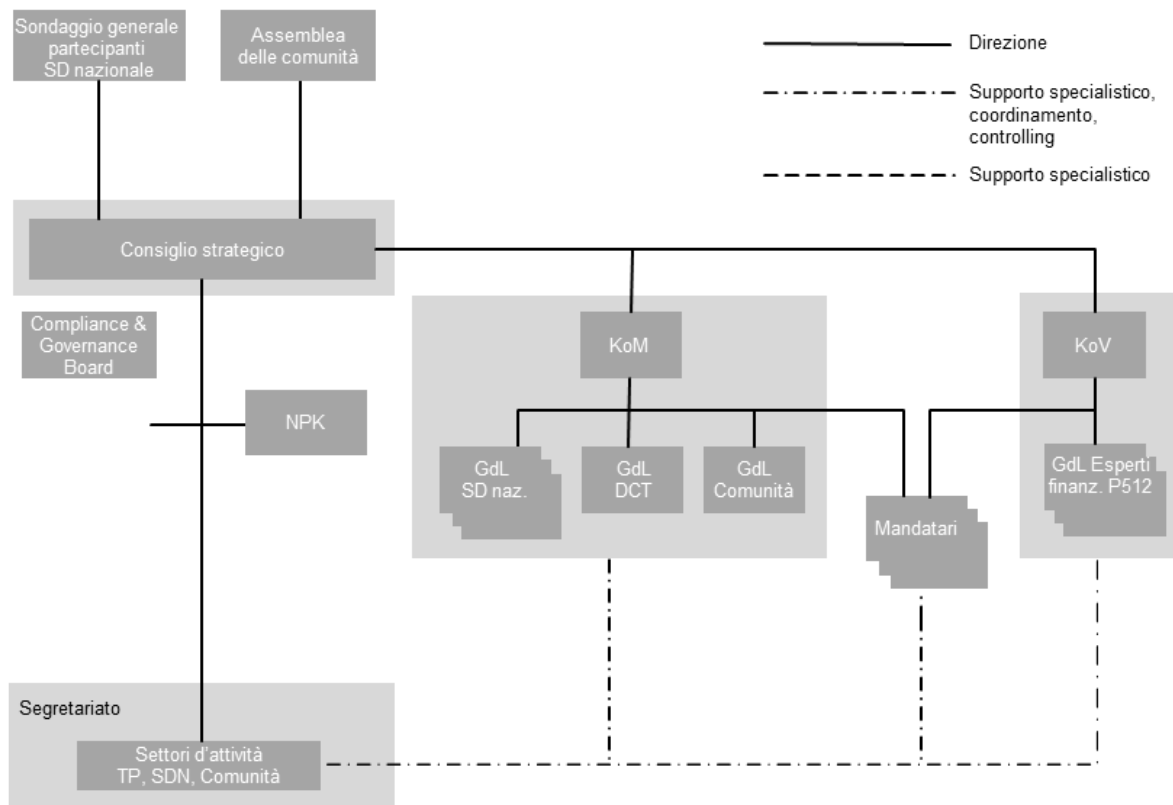 Sondaggio generale
partecipanti
SD nazionale
Assemblea
delle comunità
Direzione
Supporto specialistico,
coordinamento,
controlling
Supporto specialistico
Consiglio strategico
Compliance &
Governance
Board
NPK
KoM
KoV
GdL
SD naz.
GdL
DCT
GdL
Comunità
Mandatari
GdL Esperti
finanz. P512
Segretariato
Settori d'attività
TP, SDN, Comunità